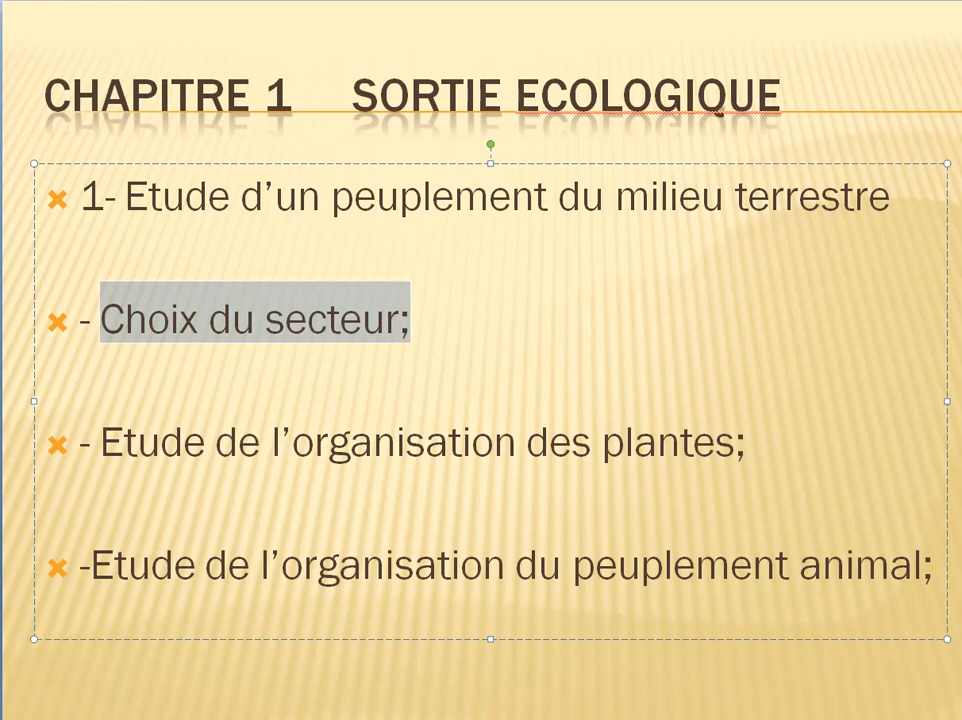 CHAPITRE 1 SORTIE ECOLOGIQUE
1- Etude d’un peuplement du milieu terrestre
- Choix du secteur;
- Etude de l’organisation des plantes;
-Etude de l’organisation du peuplement animal;